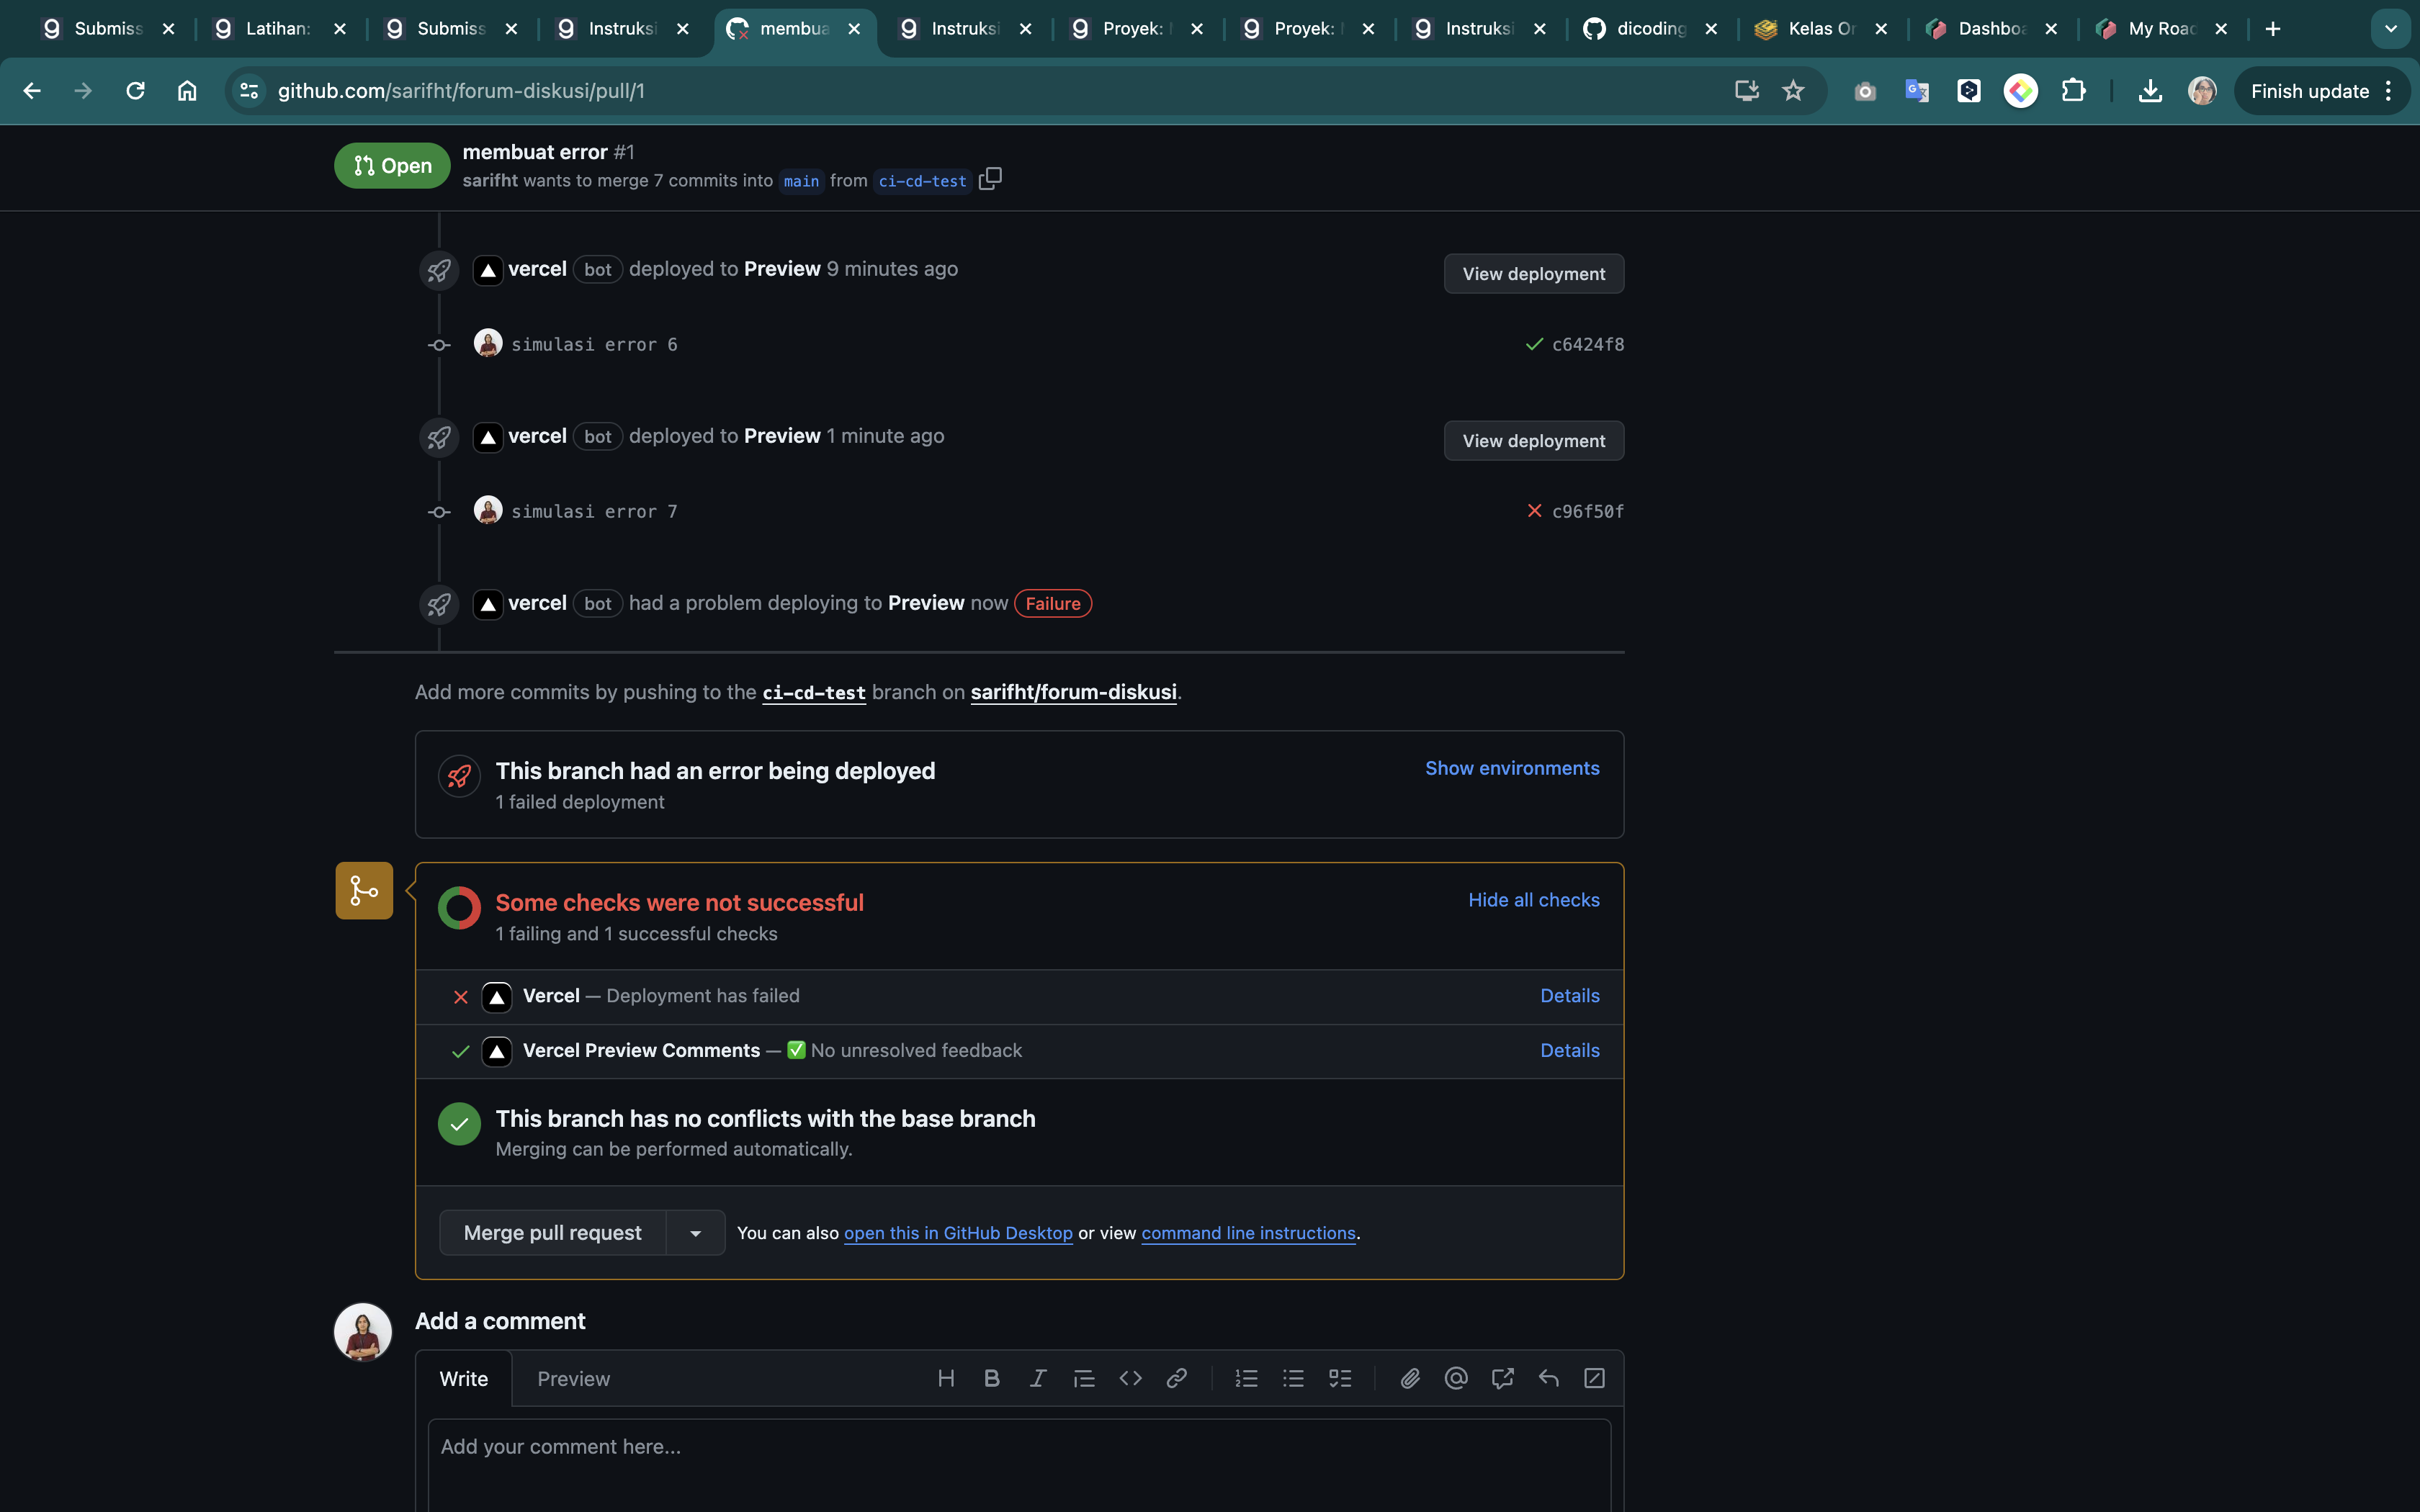 Submiss
Latihan:
Submiss
Instruksi
membua
Instruksi
Proyek:
Proyek:
Instruksi
dicoding
Kelas Or
Dashboa
My Road
github.com/sarifht/forum-diskusi/pull/1
Finish update
Open
membuat error #1
sarifht wants to merge 7 commits into main from ci-cd-test
vercel bot deployed to Preview 9 minutes ago
View deployment
simulasi error 6
c6424f8
vercel bot deployed to Preview 1 minute ago
View deployment
simulasi error 7
c96f50f
vercel bot had a problem deploying to Preview now Failure
Add more commits by pushing to the ci-cd-test branch on sarifht/forum-diskusi.
This branch had an error being deployed
Show environments
1 failed deployment
Some checks were not successful
Hide all checks
1 failing and 1 successful checks
Vercel — Deployment has failed
Details
Vercel Preview Comments — ✅ No unresolved feedback
Details
This branch has no conflicts with the base branch
Merging can be performed automatically.
Merge pull request
You can also open this in GitHub Desktop or view command line instructions.
Add a comment
Write
Preview
Add your comment here...